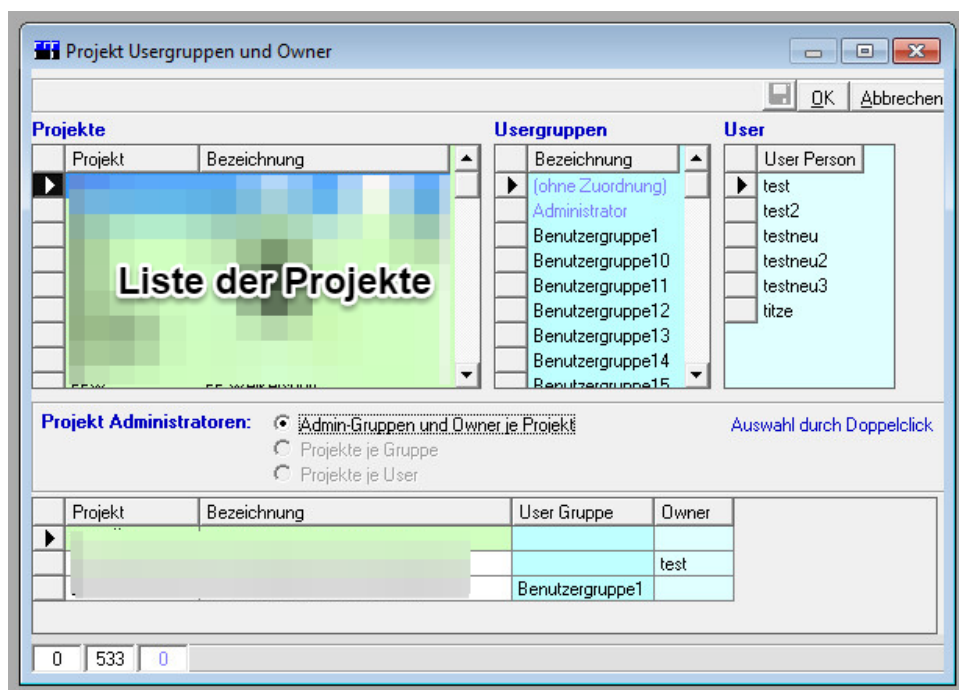 Projekt Usergruppen und Owner
OK Abbrechen
Projekte Usergruppen User
Projekt Bezeichnung Bezeichnung User Person
(ohne Zuordnung) test
Administrator test2
Benutzergruppe1 testneu
Benutzergruppe10 testneu2
Liste der Projekte Benutzergruppe11 testneu3
Benutzergruppe12 titze
Benutzergruppe13
Benutzergruppe14
Benutzergruppe15
Projekt Administratoren: Admin-Gruppen und Owner je Projekt Auswahl durch Doppelclick
Projekte je Gruppe
Projekte je User
Projekt Bezeichnung User Gruppe Owner
test
Benutzergruppe1
0 533 0